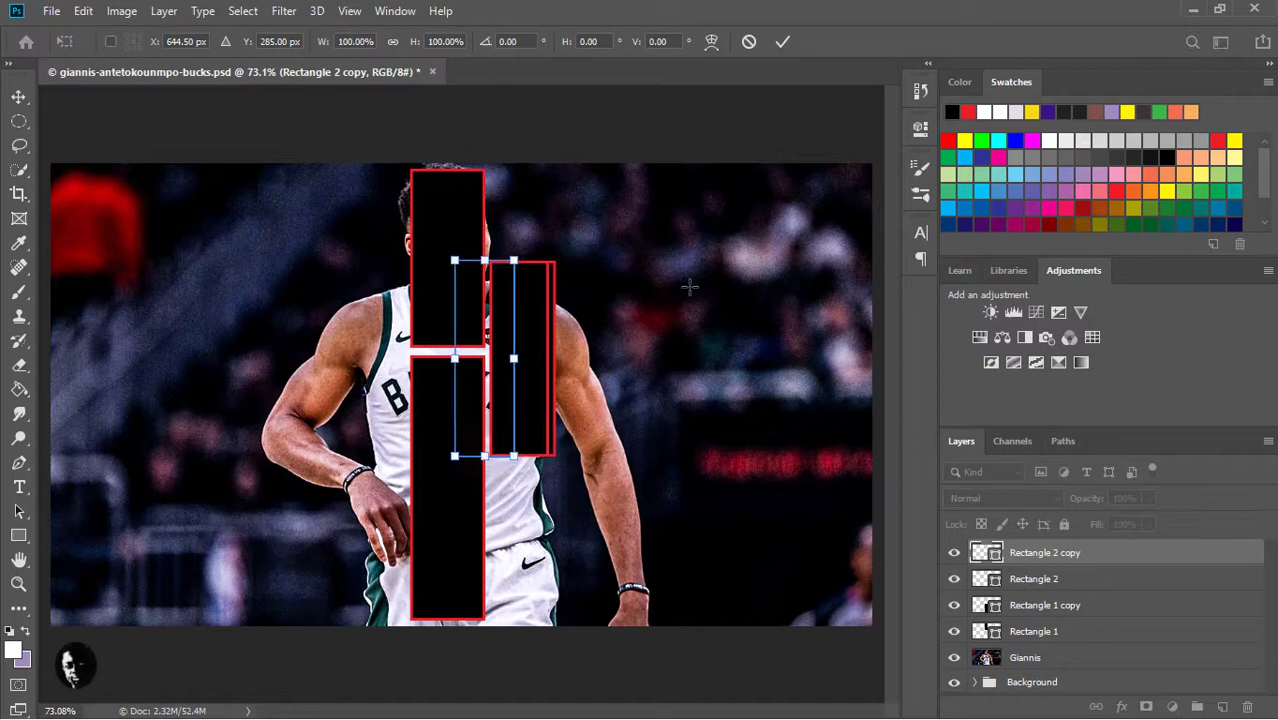 Ps File Edit Image Layer Type Select Filter 3D View Window Help
X: 644.50 px Y: 285.00 px W: 100.00% H: 100.00% 0.00 ° H: 0.00 ° V: 0.00 °
© giannis-antetokounmpo-bucks.psd @ 73.1% (Rectangle 2 copy, RGB/8#) * ×
Color Swatches
Learn Libraries Adjustments
Add an adjustment
B
Layers Channels Paths
Kind
Normal Opacity: 100%
Lock: Fill: 100%
Rectangle 2 copy
Rectangle 2
Rectangle 1 copy
Rectangle 1
Giannis
Background
73.08% © Doc: 2.32M/52.4M